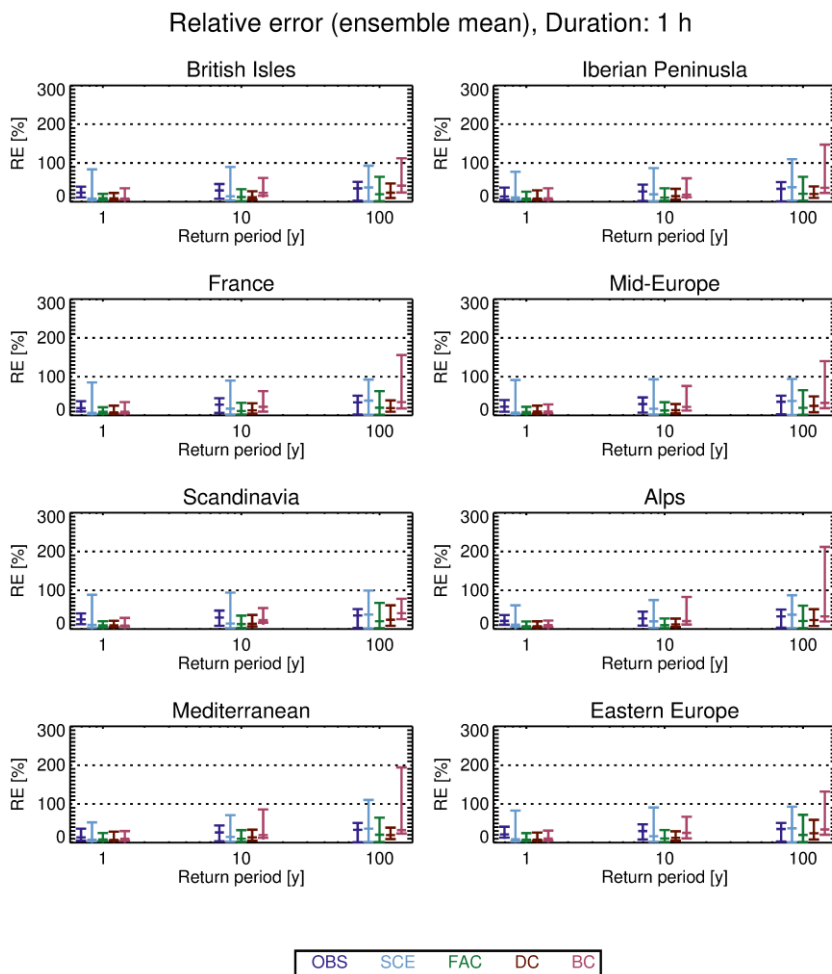 Relative error (ensemble mean), Duration: 1 h
British Isles
300
200
100
0
RE [%]
1 10 100
Return period [y]
Iberian Peninusla
300
200
100
0
RE [%]
1 10 100
Return period [y]
France
300
200
100
0
RE [%]
1 10 100
Return period [y]
Mid-Europe
300
200
100
0
RE [%]
1 10 100
Return period [y]
Scandinavia
300
200
100
0
RE [%]
1 10 100
Return period [y]
Alps
300
200
100
0
RE [%]
1 10 100
Return period [y]
Mediterranean
300
200
100
0
RE [%]
1 10 100
Return period [y]
Eastern Europe
300
200
100
0
RE [%]
1 10 100
Return period [y]
OBS SCE FAC DC BC